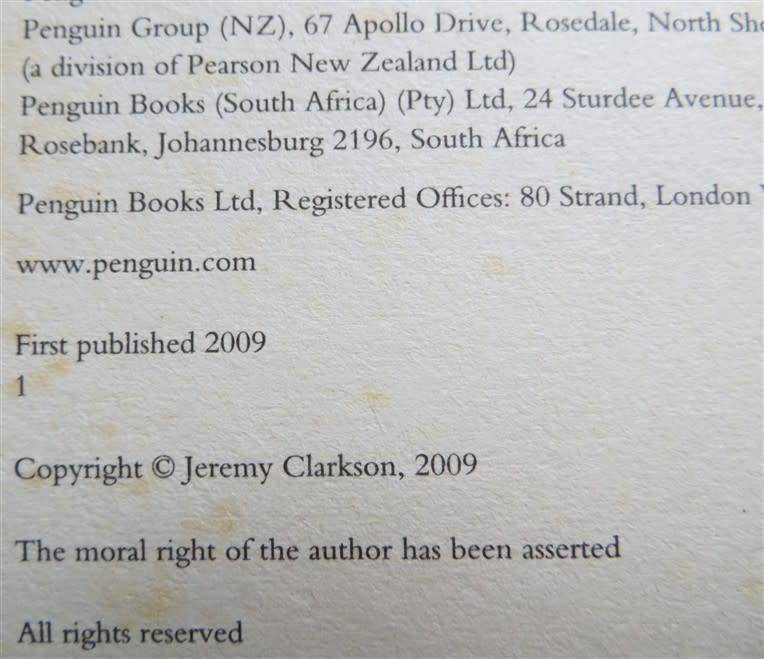 Penguin Group (NZ), 67 Apollo Drive, Rosedale, North
(a division of Pearson New Zealand Ltd)
Penguin Books (South Africa) (Pty) Ltd, 24 Sturdee Avenue,
Rosebank, Johannesburg 2196, South Africa
Penguin Books Ltd, Registered Offices: 80 Strand, London
www.penguin.com
First published 2009
1
Copyright © Jeremy Clarkson, 2009
The moral right of the author has been asserted
All rights reserved